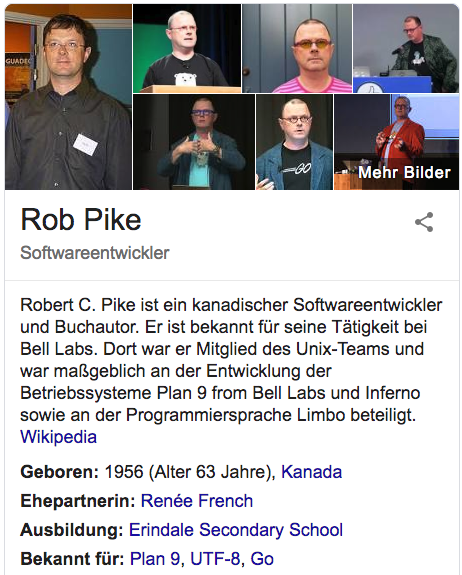 GUADEC
GO
Mehr Bilder
Rob Pike
Softwareentwickler
Robert C. Pike ist ein kanadischer Softwareentwickler
und Buchautor. Er ist bekannt für seine Tätigkeit bei
Bell Labs. Dort war er Mitglied des Unix-Teams und
war maßgeblich an der Entwicklung der
Betriebssysteme Plan 9 from Bell Labs und Inferno
sowie an der Programmiersprache Limbo beteiligt.
Wikipedia
Geboren: 1956 (Alter 63 Jahre), Kanada
Ehepartnerin: Renée French
Ausbildung: Erindale Secondary School
Bekannt für: Plan 9, UTF-8, Go